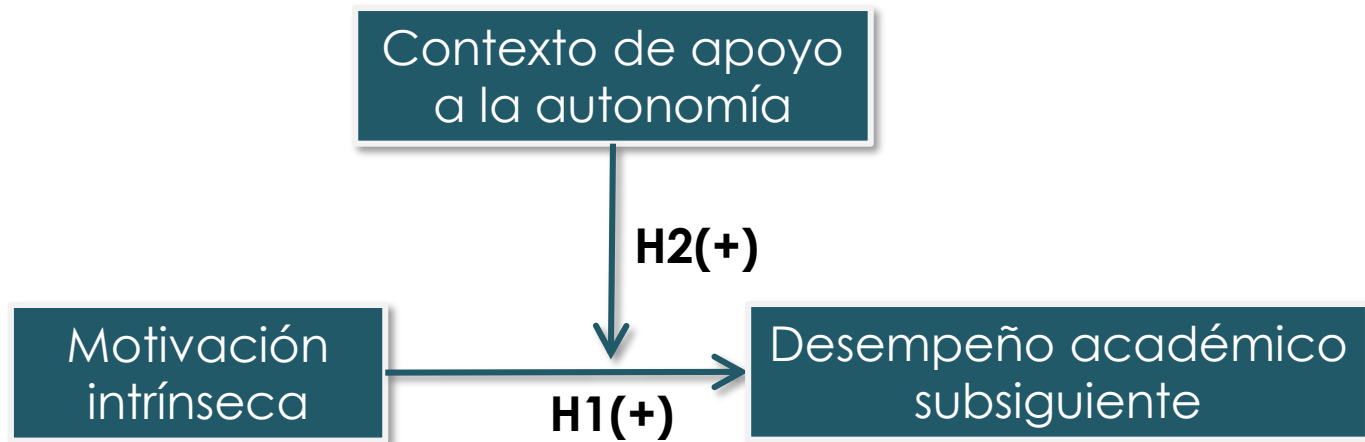 Contexto de apoyo
a la autonomía
H2(+)
Motivación
intrínseca
H1(+)
Desempeño académico
subsiguiente